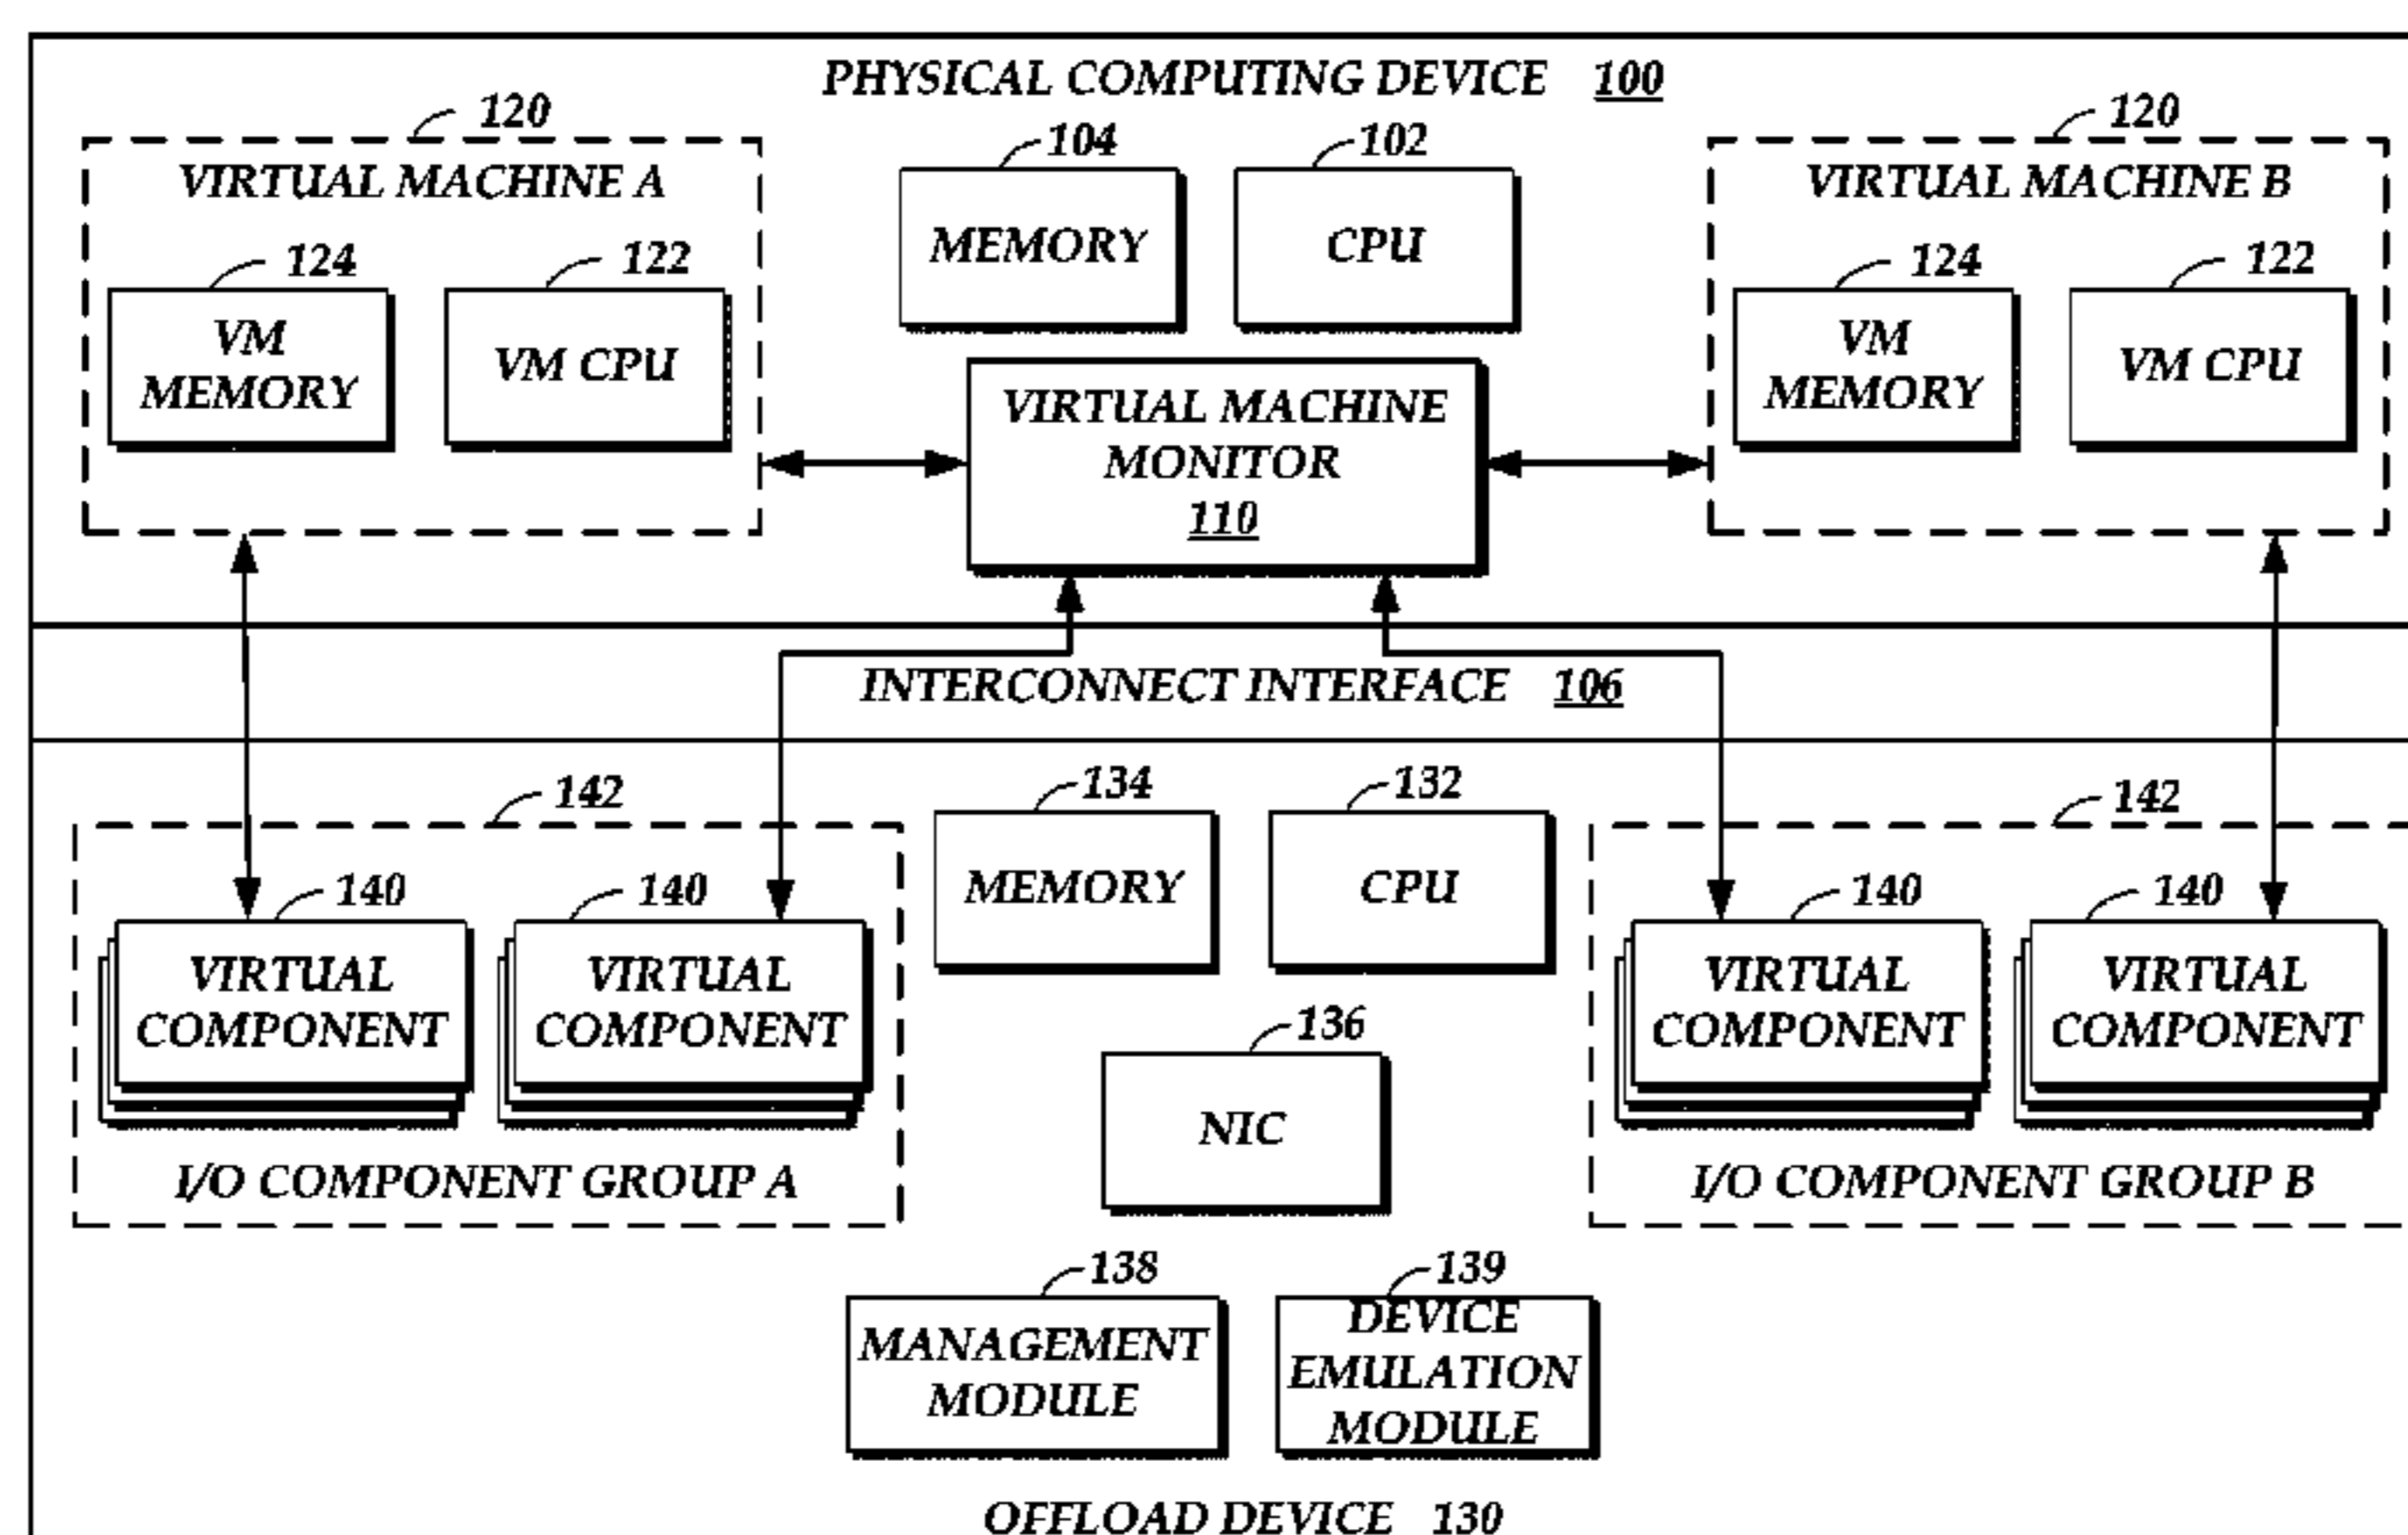 PHYSICAL COMPUTING DEVICE 100
120
VIRTUAL MACHINE A
124
VM
MEMORY
122
VM CPU
104
MEMORY
102
CPU
VIRTUAL MACHINE
MONITOR
110
120
VIRTUAL MACHINE B
124
VM
MEMORY
122
VM CPU
INTERCONNECT INTERFACE 106
142
140
VIRTUAL
COMPONENT
140
VIRTUAL
COMPONENT
I/O COMPONENT GROUP A
134
MEMORY
132
CPU
136
NIC
142
140
VIRTUAL
COMPONENT
140
VIRTUAL
COMPONENT
I/O COMPONENT GROUP B
138
MANAGEMENT
MODULE
139
DEVICE
EMULATION
MODULE
OFFLOAD DEVICE 130